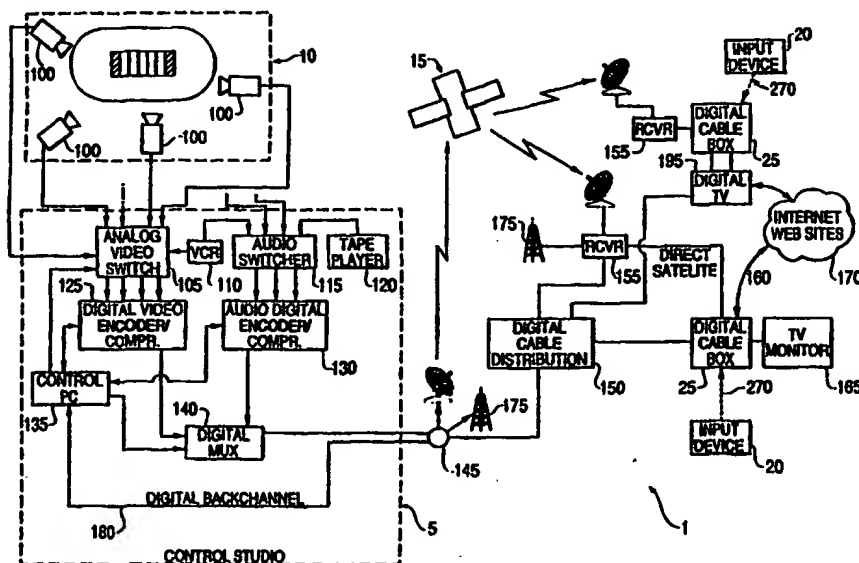 100
100
100
100
10
15
INPUT
DEVICE
20
270
RCVR
155
DIGITAL
CABLE
BOX
25
195
DIGITAL
TV
INTERNET
WEB SITES
170
160
175
RCVR
155
DIRECT
SATELITE
ANALOG
VIDEO
SWITCH
105
VCR
110
AUDIO
SWITCHER
115
TAPE
PLAYER
120
125
DIGITAL VIDEO
ENCODER/
COMPR.
AUDIO DIGITAL
ENCODER/
COMPR.
130
DIGITAL
CABLE
DISTRIBUTION
150
DIGITAL
CABLE
BOX
25
270
TV
MONITOR
165
CONTROL
PC
135
140
DIGITAL
MUX
175
145
INPUT
DEVICE
20
DIGITAL BACKCHANNEL
180
5
1
CONTROL STUDIO